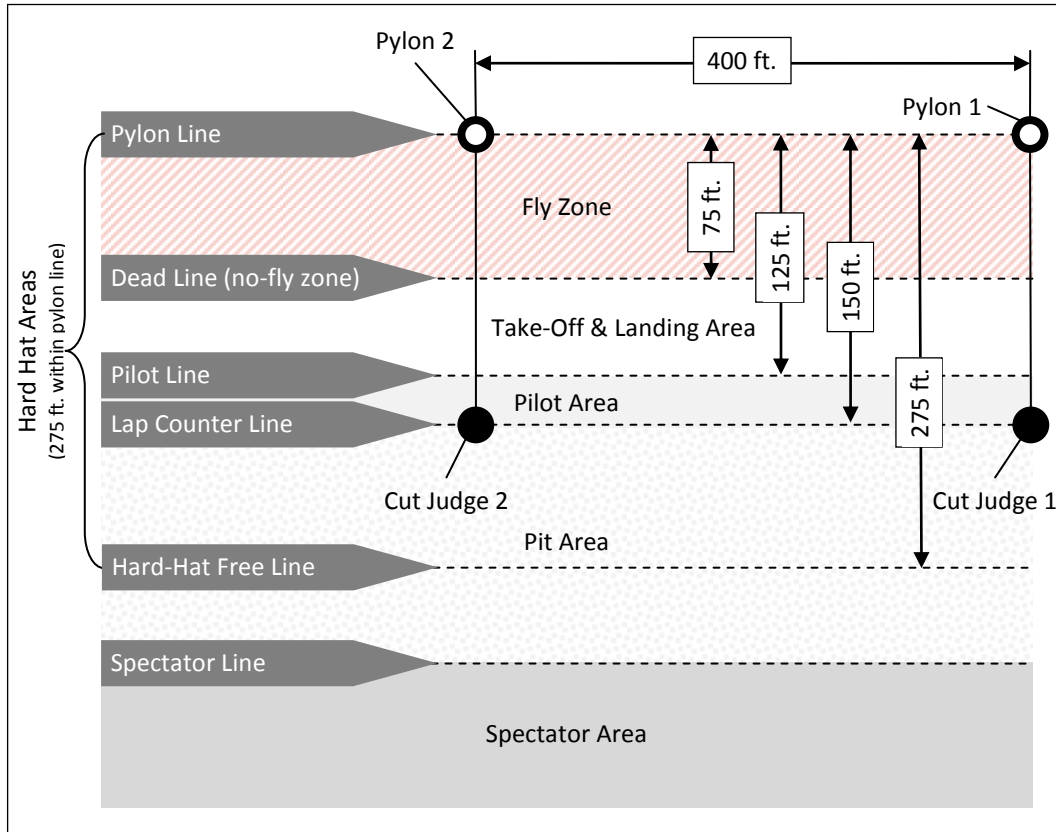 Pylon 2
400 ft.
Pylon 1
Pylon Line
Fly Zone
75 ft.
125 ft.
150 ft.
275 ft.
Dead Line (no-fly zone)
Take-Off & Landing Area
Hard Hat Areas
(275 ft. within pylon line)
Pilot Line
Pilot Area
Lap Counter Line
Cut Judge 2
Cut Judge 1
Pit Area
Hard-Hat Free Line
Spectator Line
Spectator Area